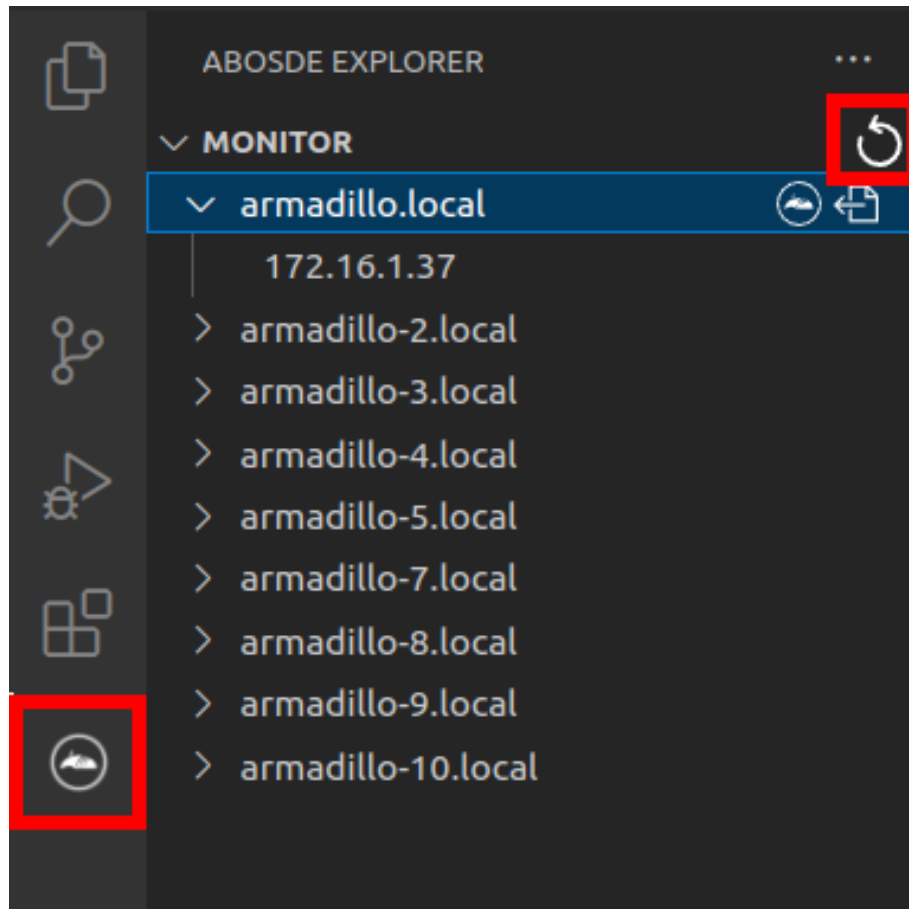 ABOSDE EXPLORER
MONITOR
armadillo.local
172.16.1.37
armadillo-2.local
armadillo-3.local
armadillo-4.local
armadillo-5.local
armadillo-7.local
armadillo-8.local
armadillo-9.local
armadillo-10.local